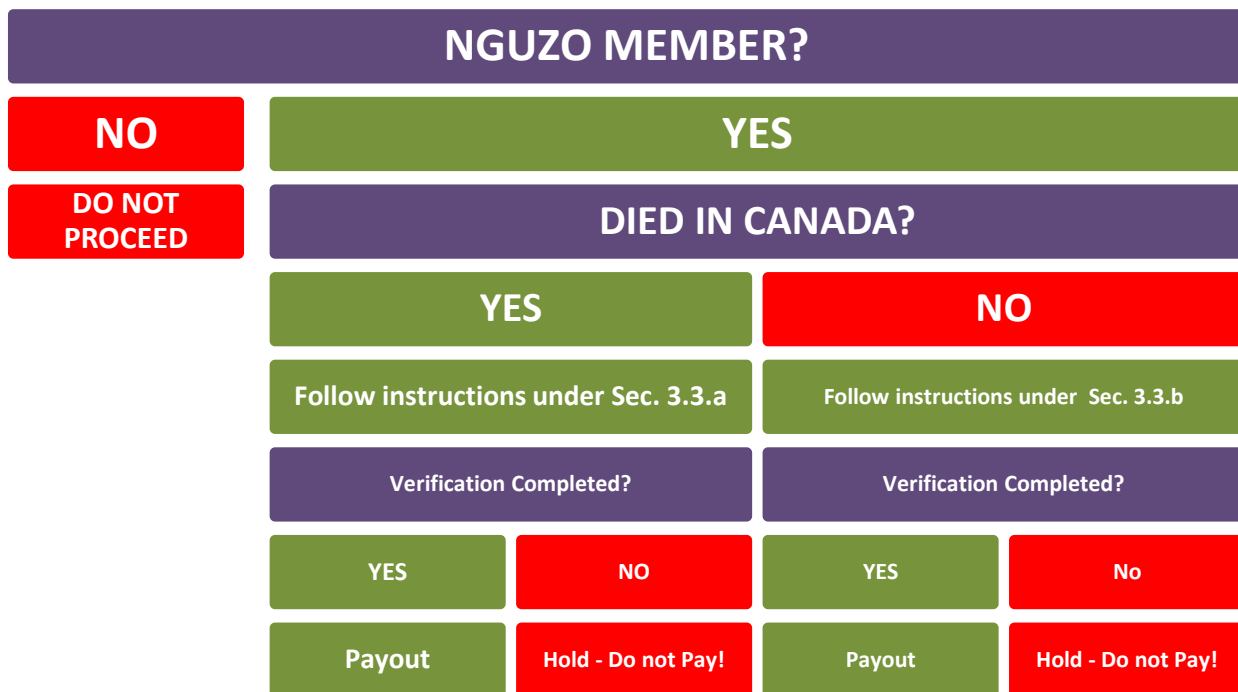 NGUZO MEMBER?
NO
YES
DO NOT
PROCEED
DIED IN CANADA?
YES
NO
Follow instructions under Sec. 3.3.a
Follow instructions under  Sec. 3.3.b
Verification Completed?
Verification Completed?
YES
NO
YES
No
Payout
Hold - Do not Pay!
Payout
Hold - Do not Pay!